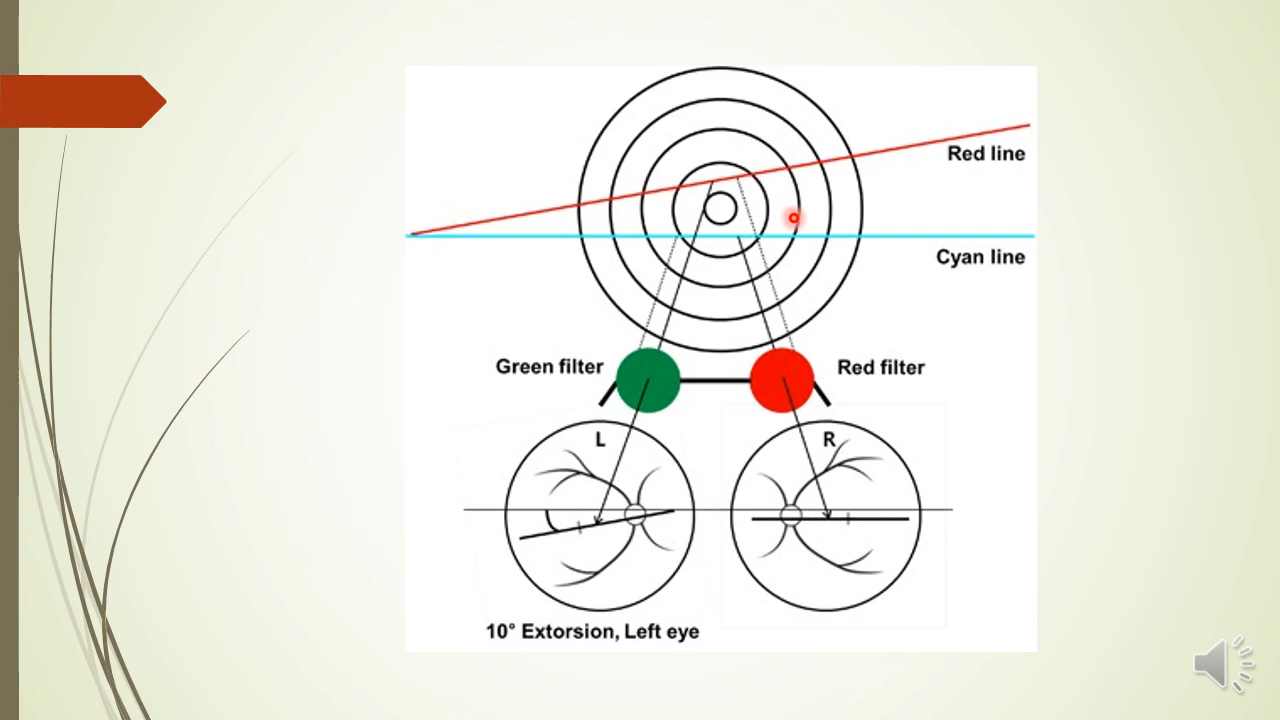 Red line
Cyan line
Green filter
Red filter
L
R
10° Extorsion, Left eye